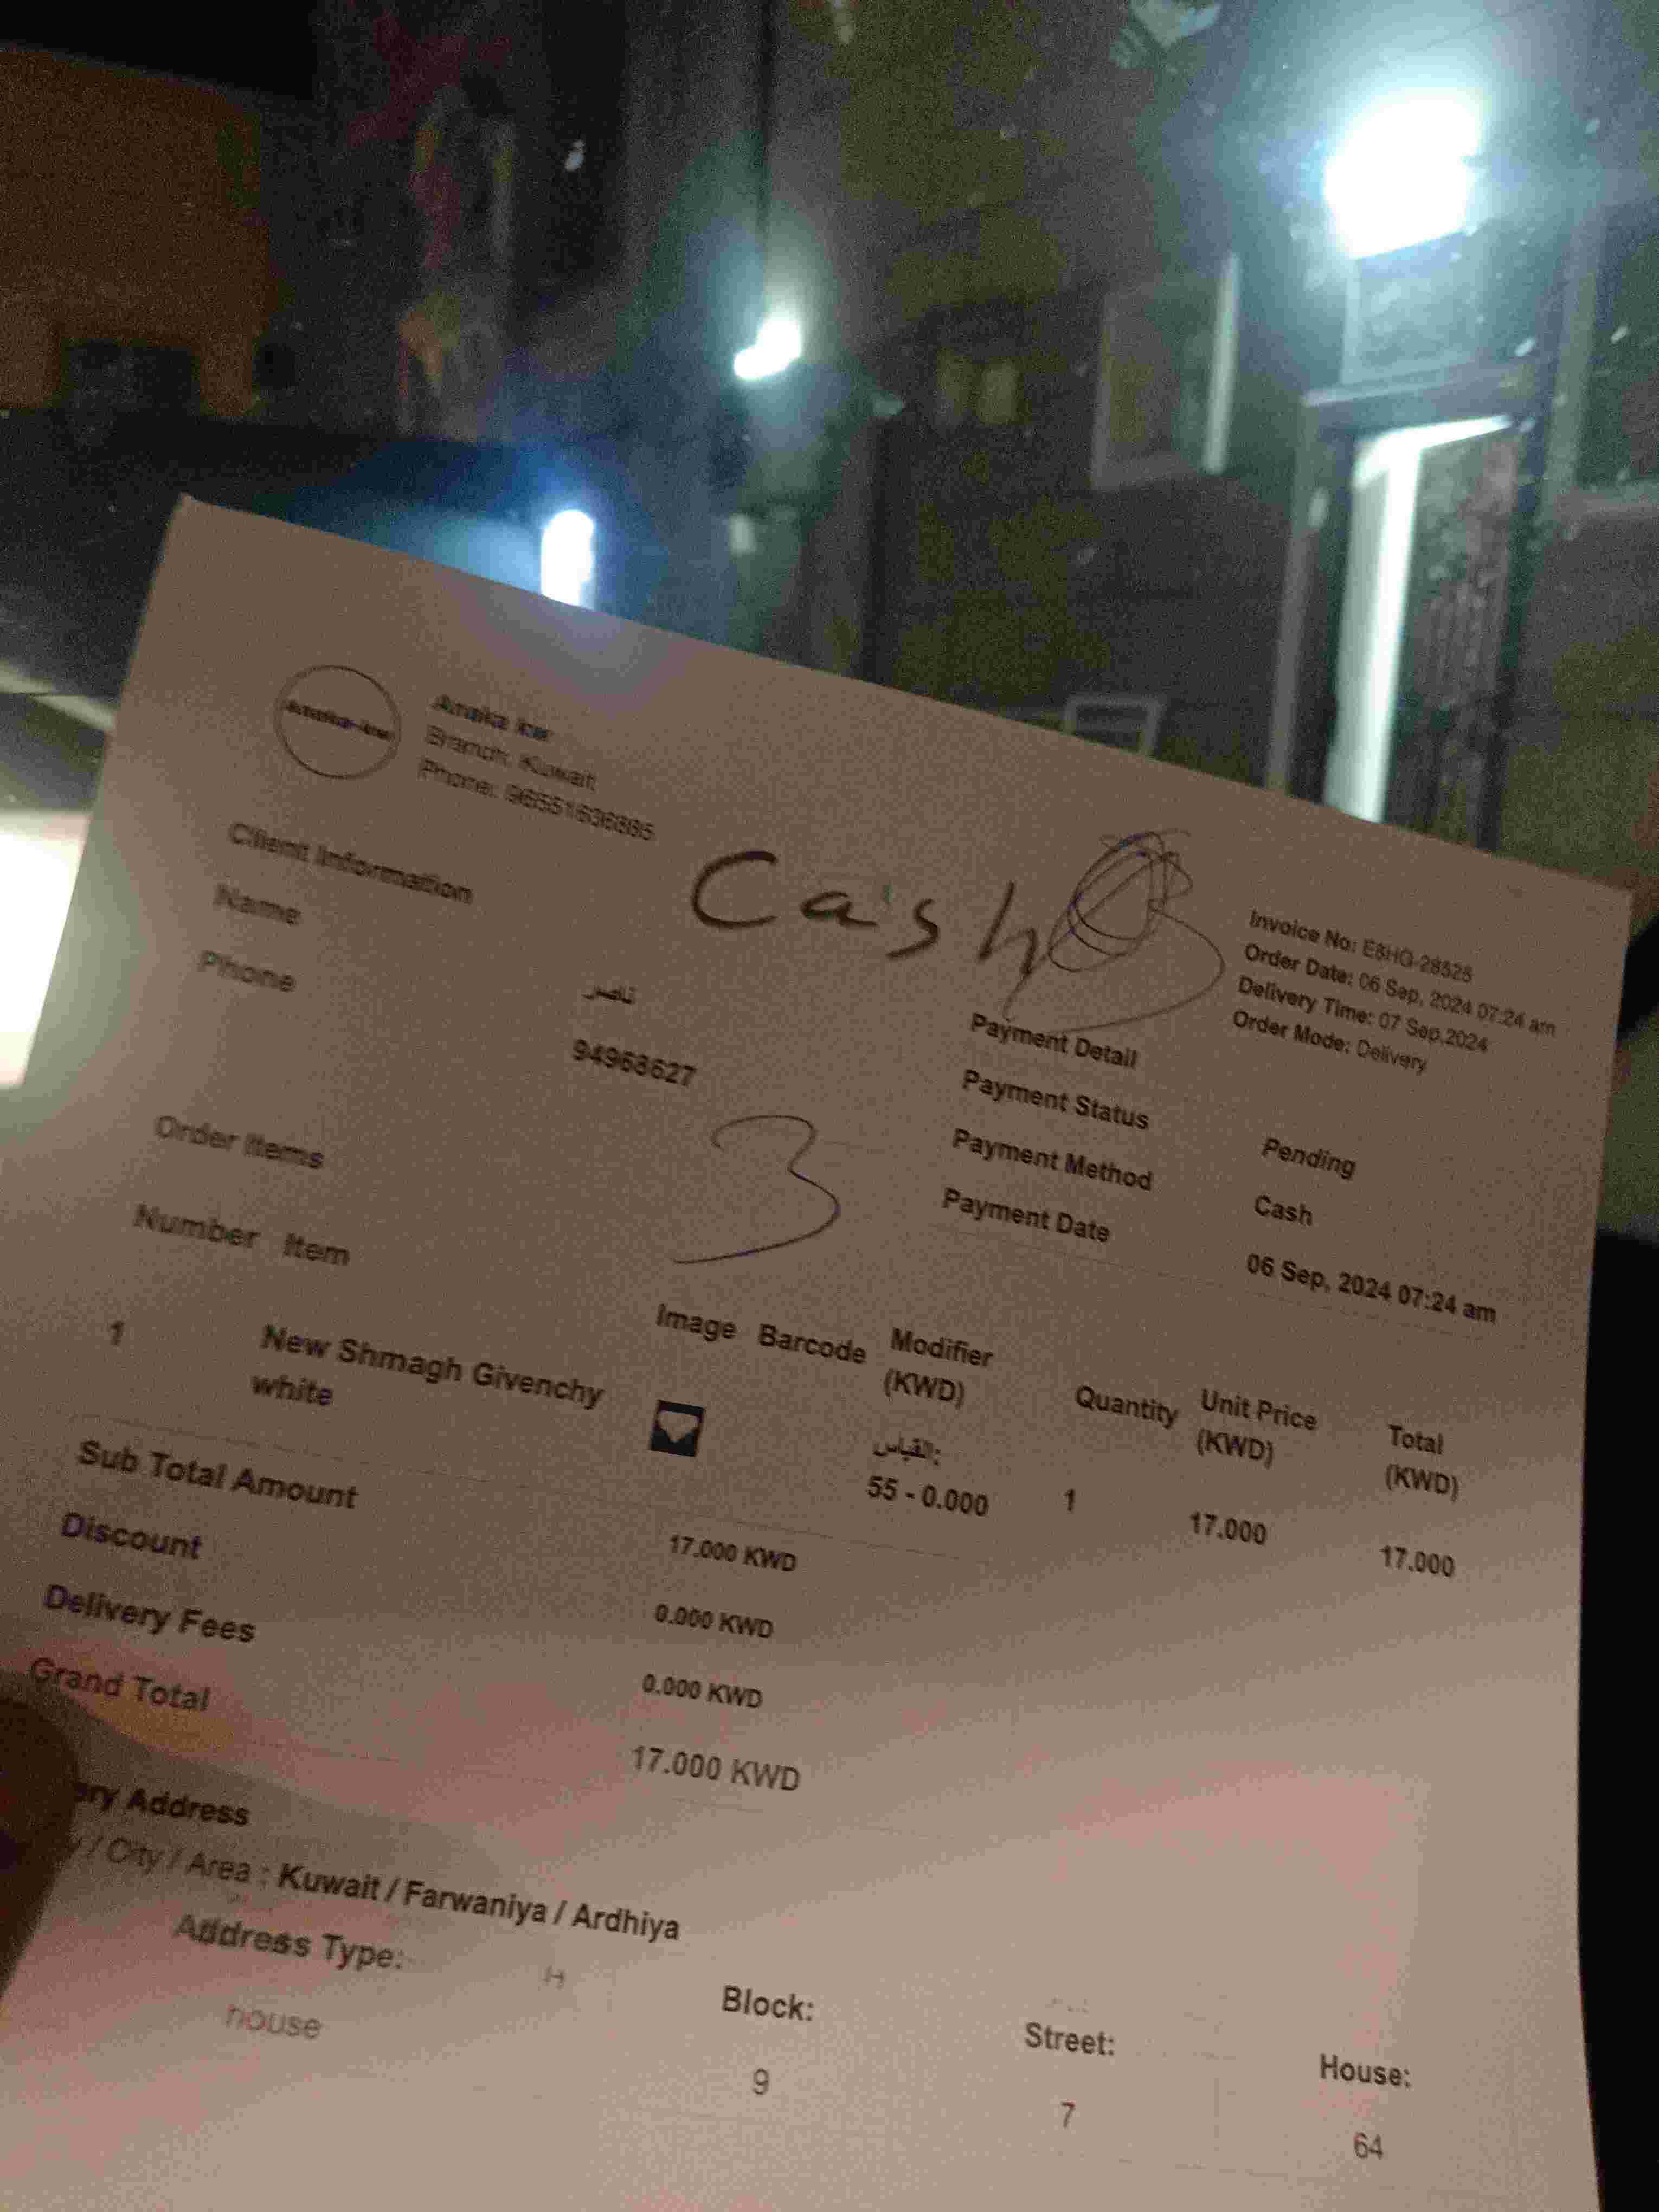 Anaka kw
Branch: Kuwait
Phone: 96551636885
Cash
Invoice No: E8HG-28525
Order Date: 06 Sep, 2024 07:24 am
Delivery Time: 07 Sep,2024
Order Mode: Delivery
Client Information
Name ناصر
Phone 94968627
Payment Detail
Payment Status Pending
Payment Method Cash
Payment Date 06 Sep, 2024 07:24 am
3
Order Items
Number Item Image Barcode Modifier (KWD) Quantity Unit Price (KWD) Total (KWD)
1 New Shmagh Givenchy القياس: 1 17.000 17.000
white 55 - 0.000
Sub Total Amount 17.000 KWD
Discount 0.000 KWD
Delivery Fees 0.000 KWD
Grand Total 17.000 KWD
ery Address
y / City / Area : Kuwait / Farwaniya / Ardhiya
Address Type: Block: Street: House:
house 9 7 64